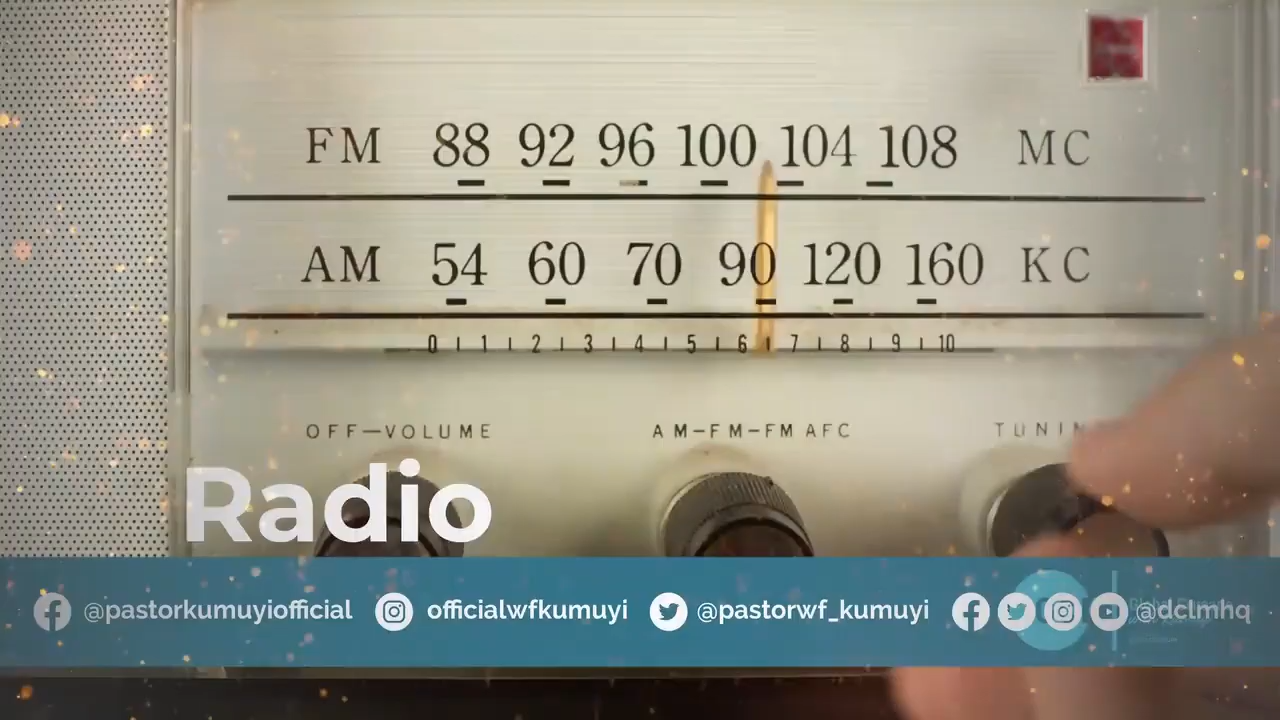 FM 88 92 96 100 104 108 MC
AM 54 60 70 90 120 160 KC
0 1 2 3 4 5 6 7 8 9 10
OFF—VOLUME AM—FM—FM AFC
Radio
@pastorkumuyiofficial officialwfkumuyi @pastorwf_kumuyi @dclmhq